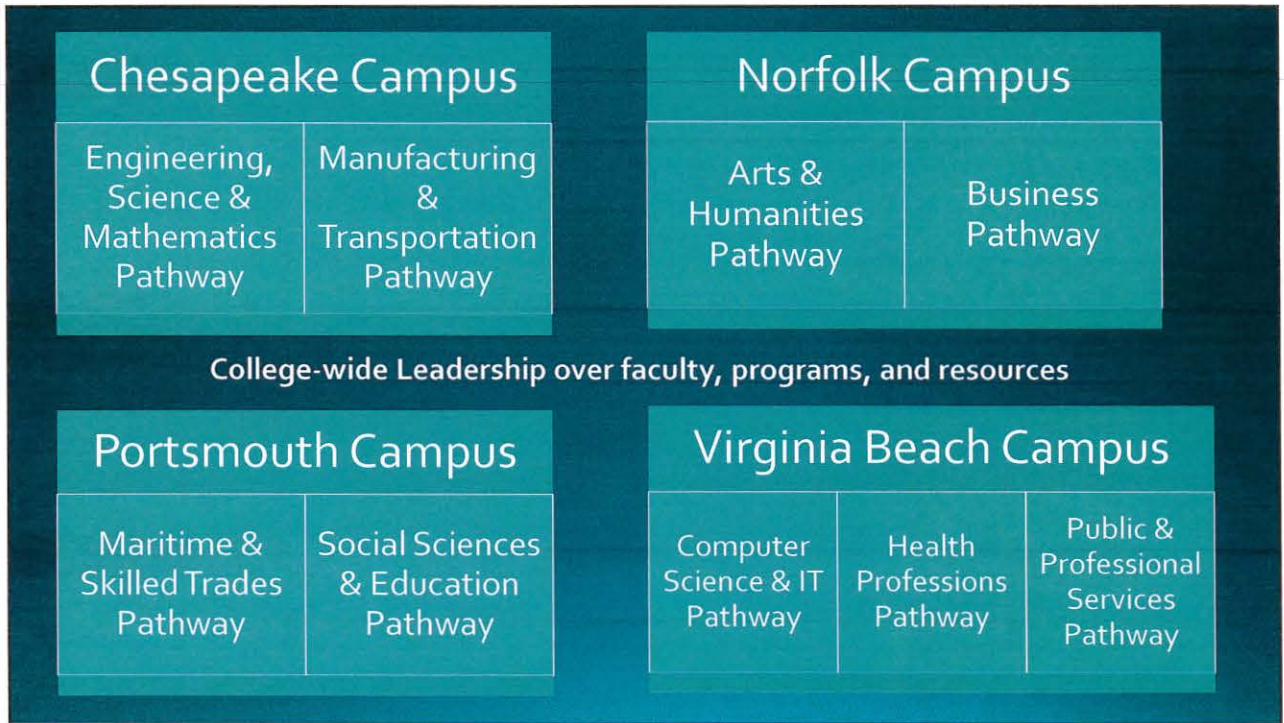 Chesapeake Campus
Engineering,
Science &
Mathematics
Pathway
Manufacturing
&
Transportation
Pathway
Norfolk Campus
Arts &
Humanities
Pathway
Business
Pathway
College-wide Leadership over faculty, programs, and resources
Portsmouth Campus
Maritime &
Skilled Trades
Pathway
Social Sciences
& Education
Pathway
Virginia Beach Campus
Computer
Science & IT
Pathway
Health
Professions
Pathway
Public &
Professional
Services
Pathway